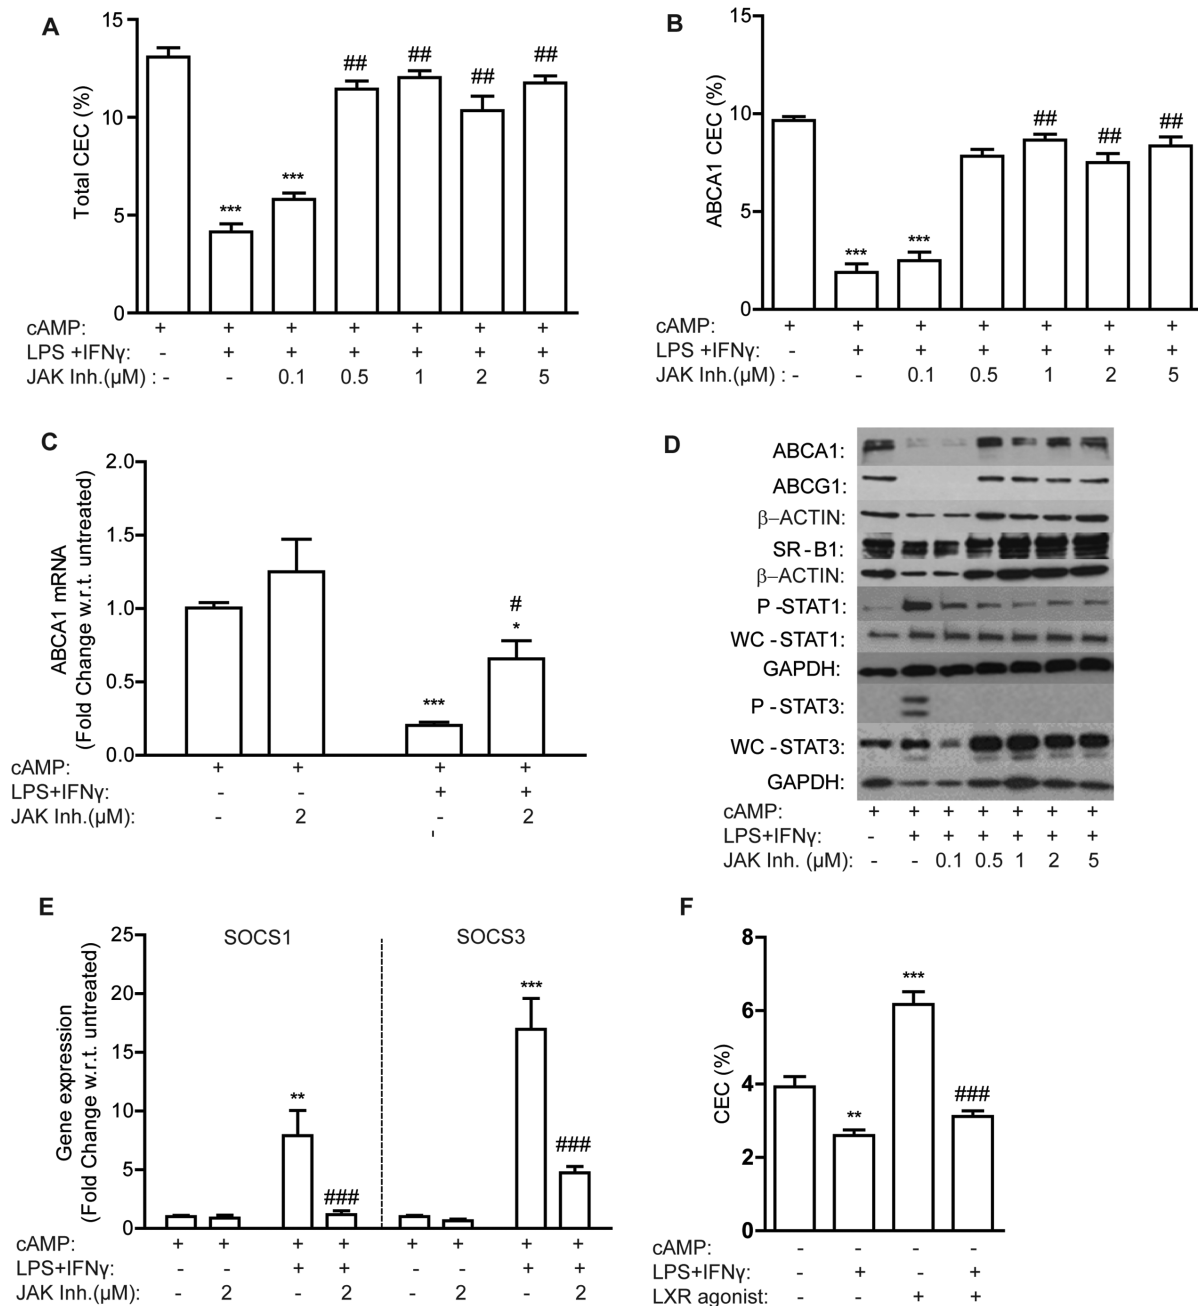 A
Total CEC (%)
15
10
5
0
***
***
##
##
##
##
cAMP: + + + + + + +
LPS +IFNγ: - + + + + + +
JAK Inh.(μM) : - - 0.1 0.5 1 2 5
B
ABCA1 CEC (%)
15
10
5
0
***
***
##
##
##
cAMP: + + + + + + +
LPS +IFNγ: - + + + + + +
JAK Inh.(μM): - - 0.1 0.5 1 2 5
C
ABCA1 mRNA
(Fold Change w.r.t. untreated)
2.0
1.5
1.0
0.5
0.0
***
#
*
cAMP: + + + +
LPS+IFNγ: - - + +
JAK Inh.(μM): - 2 - 2
D
ABCA1:
ABCG1:
β–ACTIN:
SR-B1:
β–ACTIN:
P -STAT1:
WC -STAT1:
GAPDH:
P -STAT3:
WC -STAT3:
GAPDH:
cAMP: + + + + + + +
LPS+IFNγ: - + + + + + +
JAK Inh. (μM): - - 0.1 0.5 1 2 5
E
Gene expression
(Fold Change w.r.t. untreated)
25
20
15
10
5
0
SOCS1
SOCS3
**
###
***
###
cAMP: + + + + + + + +
LPS+IFNγ: - - + + - - + +
JAK Inh.(μM): - 2 - 2 - 2 - 2
F
CEC (%)
8
6
4
2
0
**
***
###
cAMP: - - - -
LPS+IFNγ: - + - +
LXR agonist: - - + +